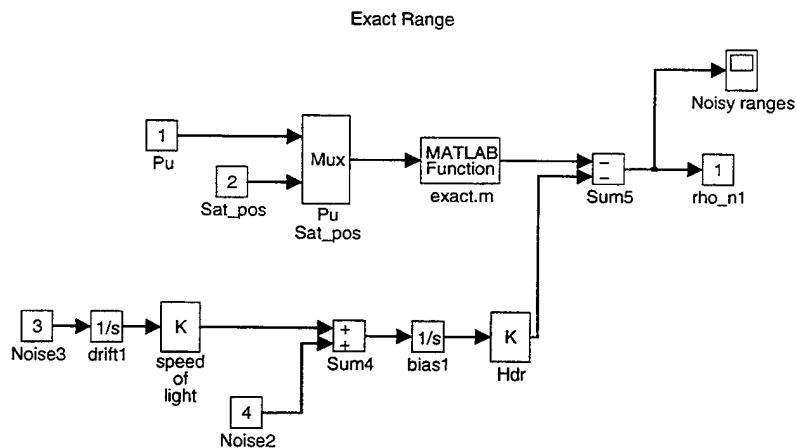 Exact Range
Noisy ranges
1
Pu
2
Sat_pos
Mux
Pu
Sat_pos
MATLAB
Function
exact.m
−
−
Sum5
1
rho_n1
3
Noise3
1/s
drift1
K
speed
of
light
4
Noise2
+
+
Sum4
1/s
bias1
K
Hdr